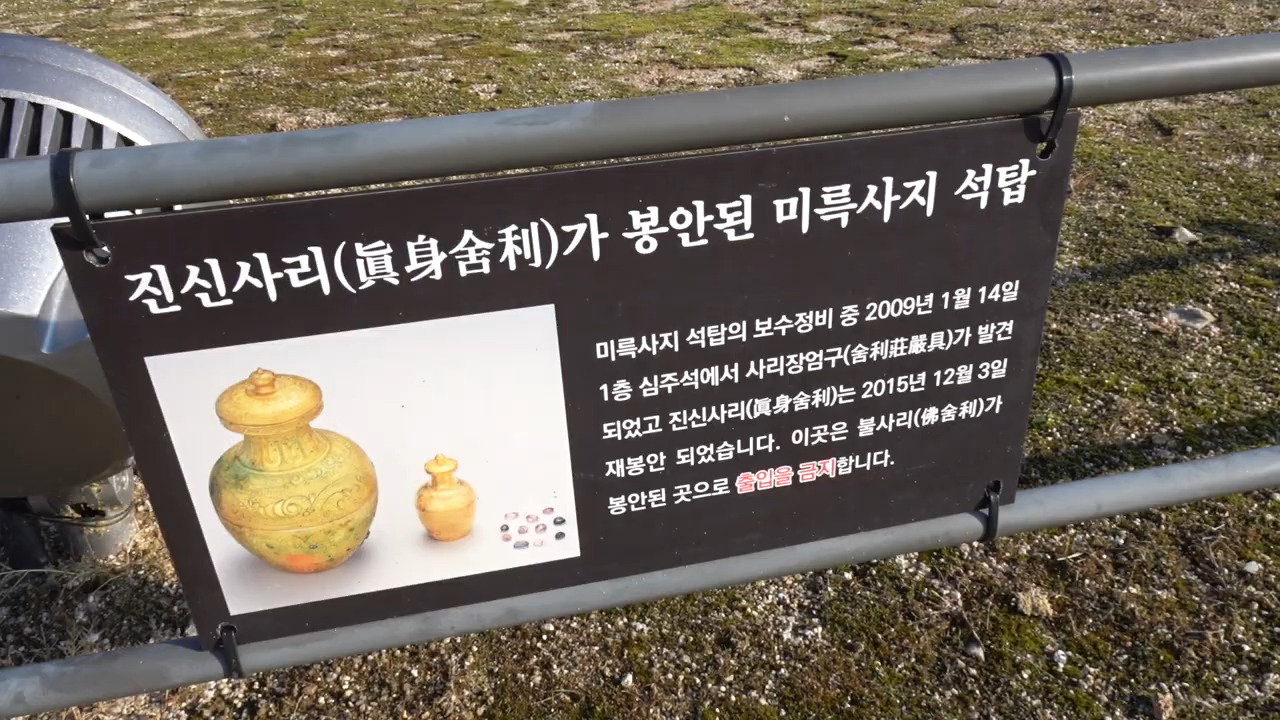 진신사리(眞身舍利)가 봉안된 미륵사지 석탑
미륵사지 석탑의 보수정비 중 2009년 1월 14일
1층 심주석에서 사리장엄구(舍利莊嚴具)가 발견
되었고 진신사리(眞身舍利)는 2015년 12월 3일
재봉안 되었습니다. 이곳은 불사리(佛舍利)가
봉안된 곳으로 출입을 금지합니다.